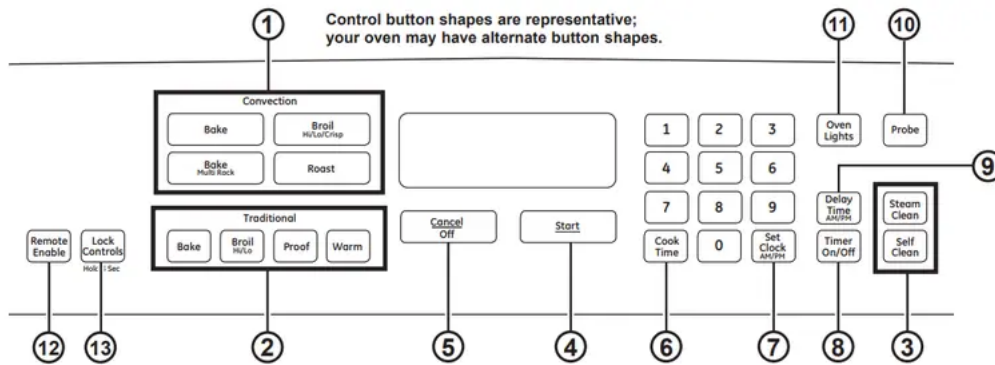 Control button shapes are representative;
your oven may have alternate button shapes.
1
11
10
Convection
Bake
Broil
Hi/Lo/Crisp
Bake
Multi Rack
Roast
1 2 3
4 5 6
7 8 9
0
Oven
Lights
Probe
9
Traditional
Bake
Broil
Hi/Lo
Proof
Warm
Cancel
Off
Start
Cook
Time
Set
Clock
AM/PM
Delay
Time
AM/PM
Timer
On/Off
Steam
Clean
Self
Clean
Remote
Enable
Lock
Controls
Hold Sec
12
13
2
5
4
6
7
8
3